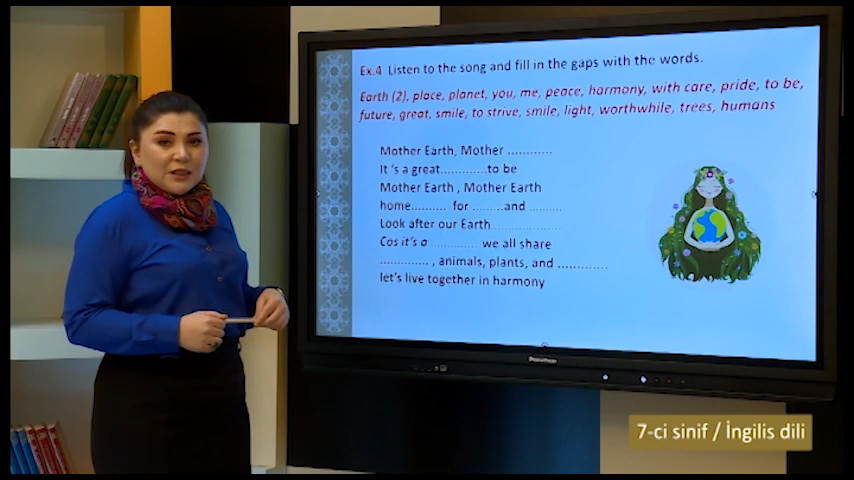 Ex.4 Listen to the song and fill in the gaps with the words.
Earth (2), place, planet, you, me, peace, harmony, with care, pride, to be,
future, great, smile, to strive, smile, light, worthwhile, trees, humans
Mother Earth, Mother ............
It 's a great.............to be
Mother Earth , Mother Earth
home.......... for ........and .........
Look after our Earth ..................
Cos it's a ............. we all share
.............. , animals, plants, and ..............
let's live together in harmony
7-ci sinif / İngilis dili